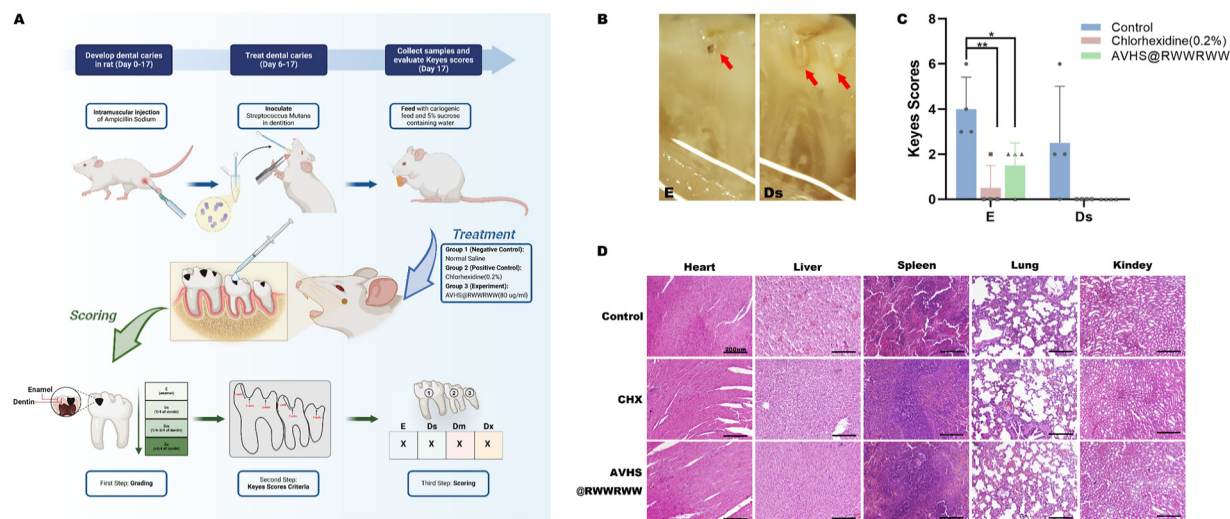 A
Develop dental caries
in rat (Day 0-17)
Treat dental caries
(Day 6-17)
Collect samples and
evaluate Keyes scores
(Day 17)
Intramuscular injection
of Ampicillin Sodium
Inoculate
Streptococcus Mutans
in dentition
Feed with cariogenic
feed and 5% sucrose
containing water
Treatment
Group 1 (Negative Control):
Normal Saline
Group 2 (Positive Control):
Chlorhexidine(0.2%)
Group 3 (Experiment):
AVHS@RWWRWW(80 ug/ml)
Scoring
Enamel
Dentin
E
(enamel)
First Step: Grading
Second Step:
Keyes Scores Criteria
1 2 3
E Ds Dm Dx
X X X X
Third Step: Scoring
B
E
Ds
C
Keyes Scores
8
6
4
2
0
** *
E Ds
Control
Chlorhexidine(0.2%)
AVHS@RWWRWW
D
Heart Liver Spleen Lung Kindey
Control
200um
CHX
AVHS
@RWWRWW